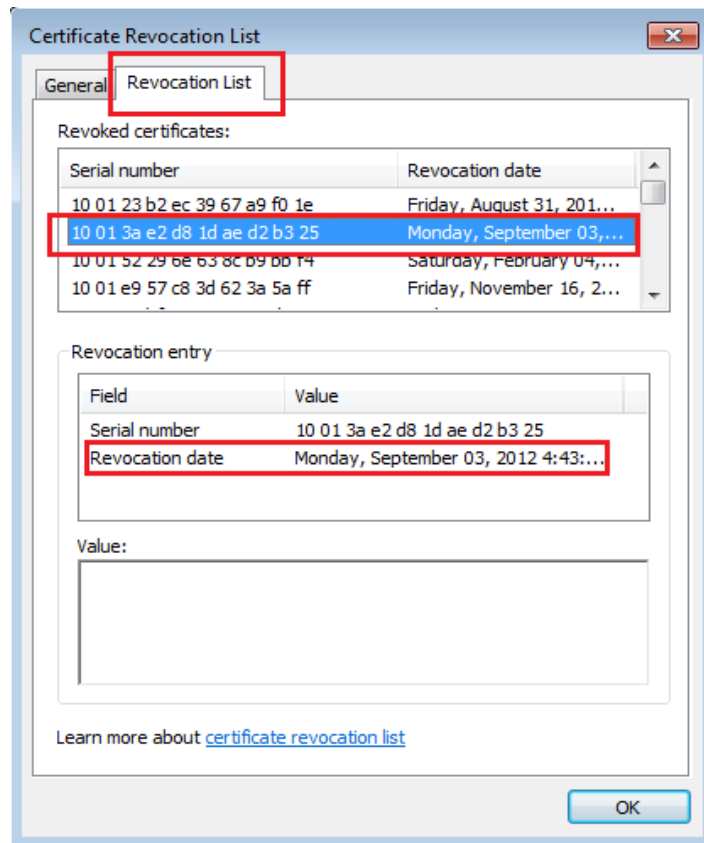 Certificate Revocation List
General Revocation List
Revoked certificates:
Serial number Revocation date
10 01 23 b2 ec 39 67 a9 f0 1e Friday, August 31, 201...
10 01 3a e2 d8 1d ae d2 b3 25 Monday, September 03,...
10 01 52 29 6e 63 8c b9 bb f4 Saturday, February 04,...
10 01 e9 57 c8 3d 62 3a 5a ff Friday, November 16, 2...
Revocation entry
Field Value
Serial number 10 01 3a e2 d8 1d ae d2 b3 25
Revocation date Monday, September 03, 2012 4:43:...
Value:
Learn more about certificate revocation list
OK